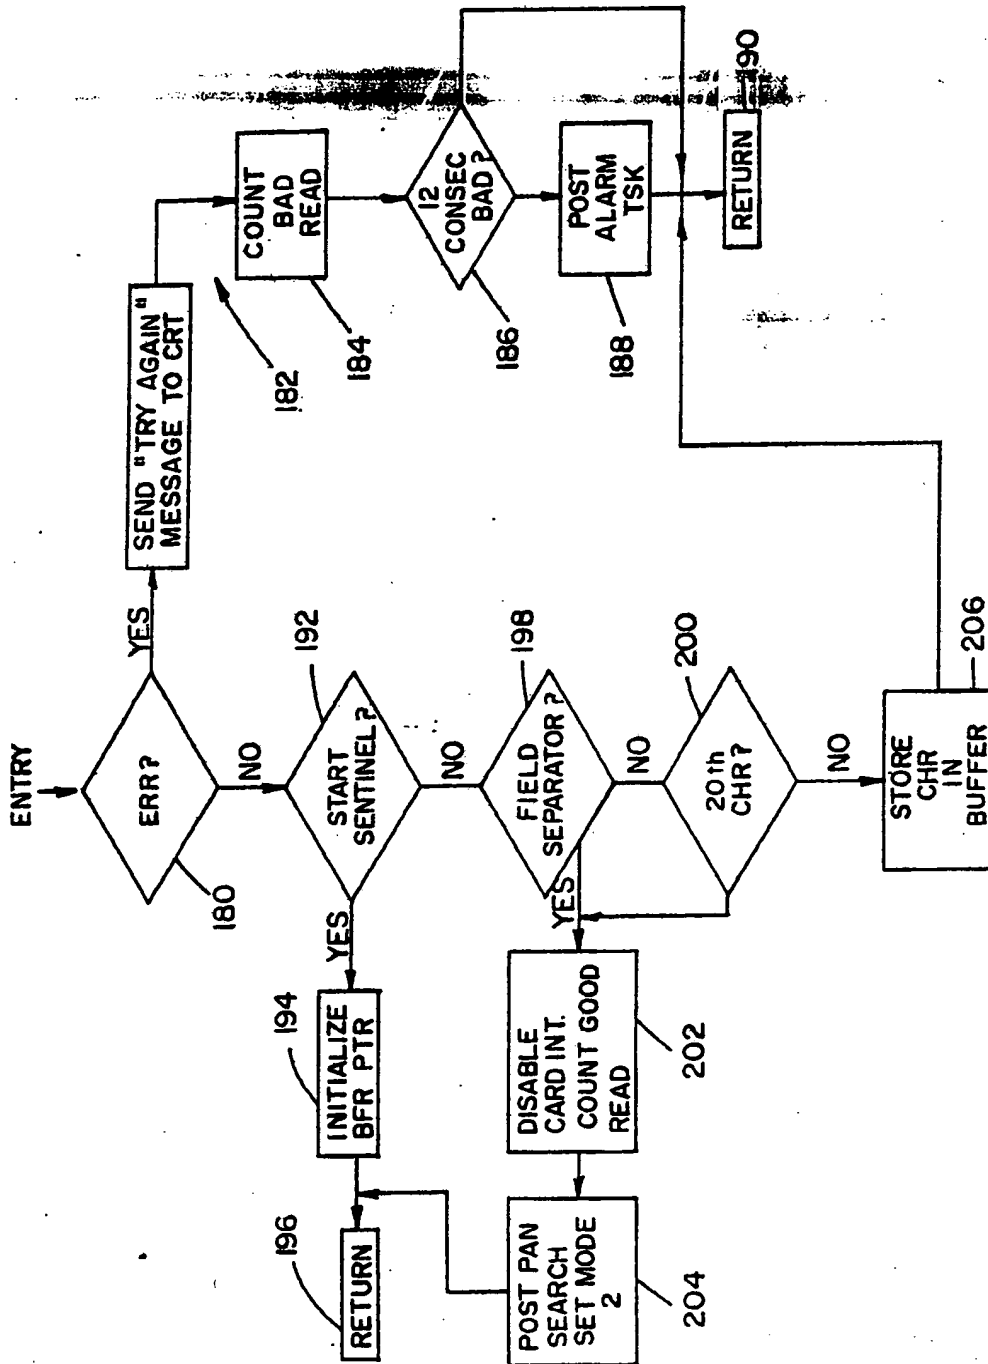 ENTRY
ERR?
180
YES
NO
SEND "TRY AGAIN"
MESSAGE TO CRT
182
COUNT
BAD
READ
184
12
CONSEC
BAD?
186
POST
ALARM
TSK
188
RETURN
190
START
SENTINEL?
192
YES
NO
INITIALIZE
BFR PTR
194
RETURN
196
FIELD
SEPARATOR?
198
YES
NO
20th
CHR?
200
NO
DISABLE
CARD INT.
COUNT GOOD
READ
202
POST PAN
SEARCH
SET MODE
2
204
STORE
CHR
IN
BUFFER
206